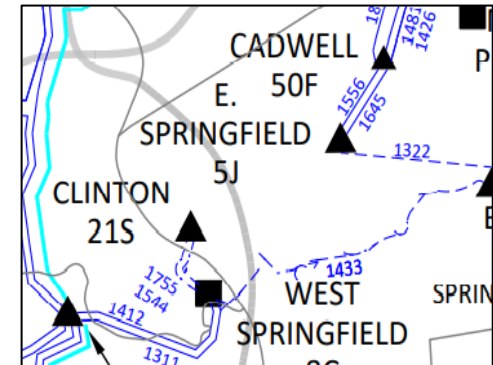 CADWELL
50F
18
1481
1426
P
E.
SPRINGFIELD
5J
1556
1645
1322
CLINTON
21S
E
1755
1544
1433
WEST
SPRINGFIELD
SPRIN
1412
1311